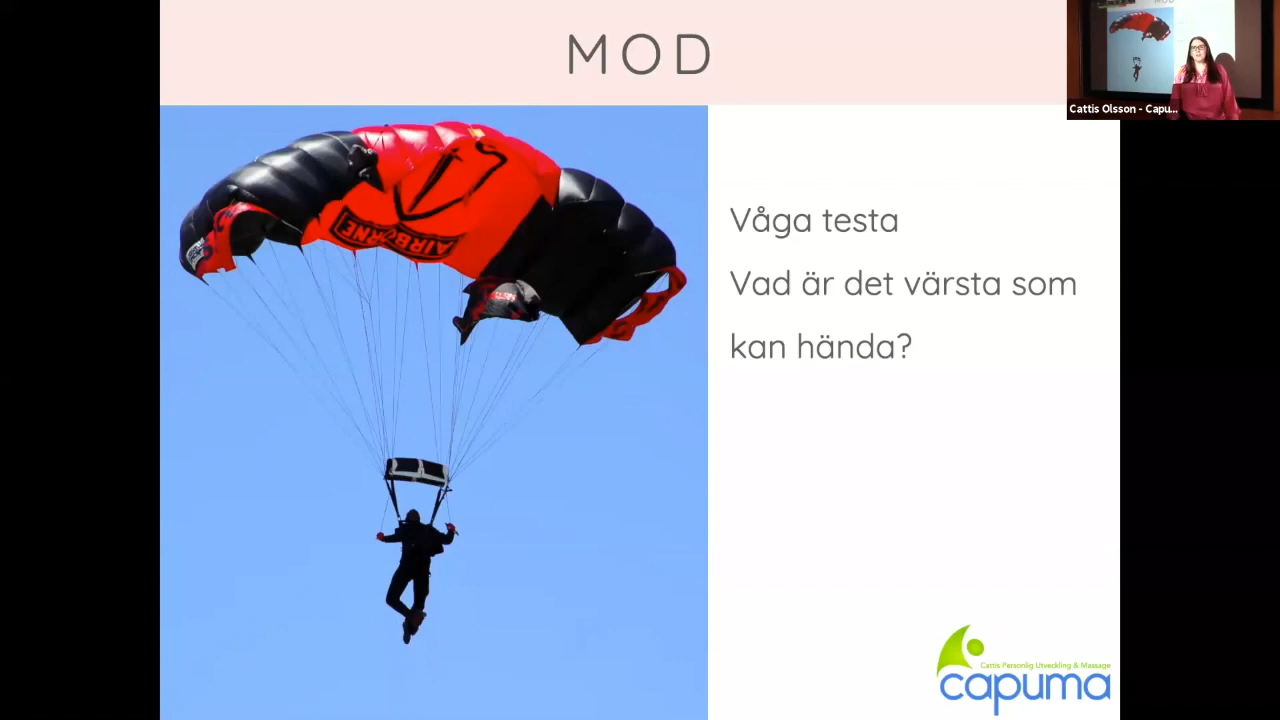 MOD
Cattis Olsson - Capu...
AIRBORNE
Våga testa
Vad är det värsta som
kan hända?
Cattis Personlig Utveckling & Massage
capuma